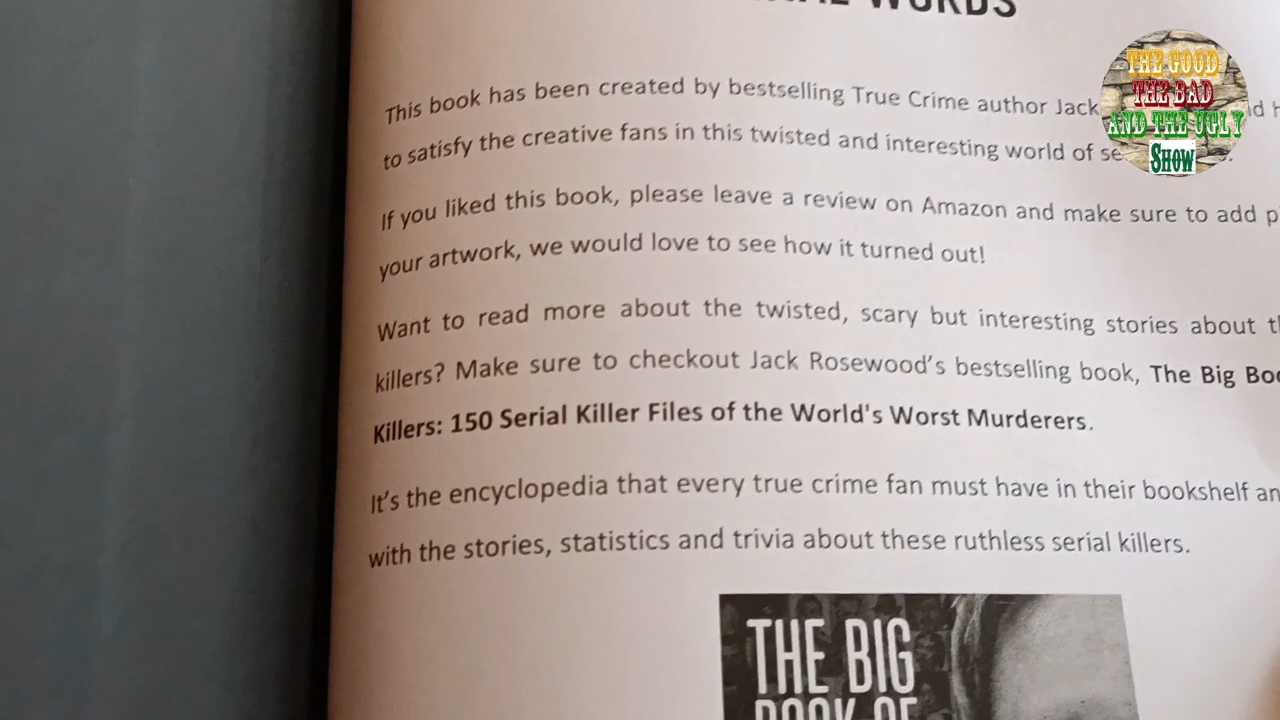 WORDS
THE GOOD
THE BAD
AND THE UGLY
SHOW
This book has been created by bestselling True Crime author Jack
to satisfy the creative fans in this twisted and interesting world of
If you liked this book, please leave a review on Amazon and make sure to add
your artwork, we would love to see how it turned out!
Want to read more about the twisted, scary but interesting stories about
killers? Make sure to checkout Jack Rosewood's bestselling book, The Big
Killers: 150 Serial Killer Files of the World's Worst Murderers.
It's the encyclopedia that every true crime fan must have in their bookshelf
with the stories, statistics and trivia about these ruthless serial killers.
THE BIG
BOOK OF